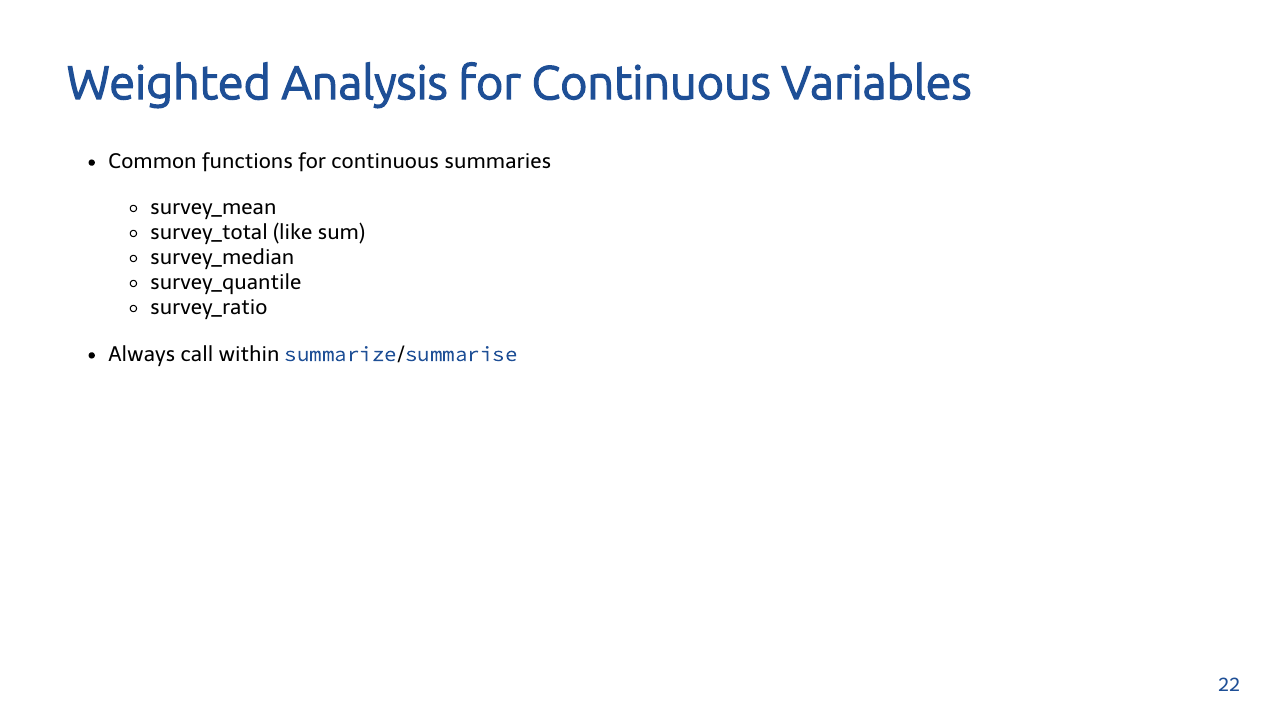 Weighted Analysis for Continuous Variables
• Common functions for continuous summaries
◦ survey_mean
◦ survey_total (like sum)
◦ survey_median
◦ survey_quantile
◦ survey_ratio
• Always call within summarize/summarise
22